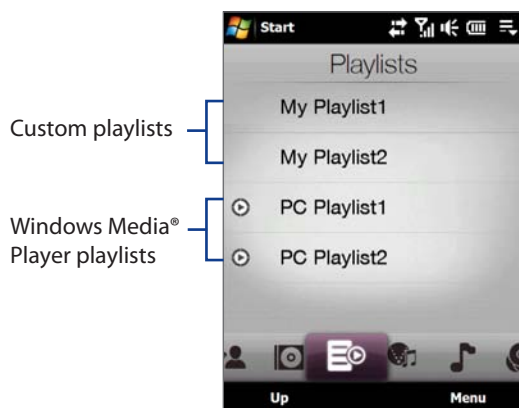 Start
Playlists
Custom playlists
My Playlist1
My Playlist2
Windows Media®
Player playlists
PC Playlist1
PC Playlist2
Up
Menu